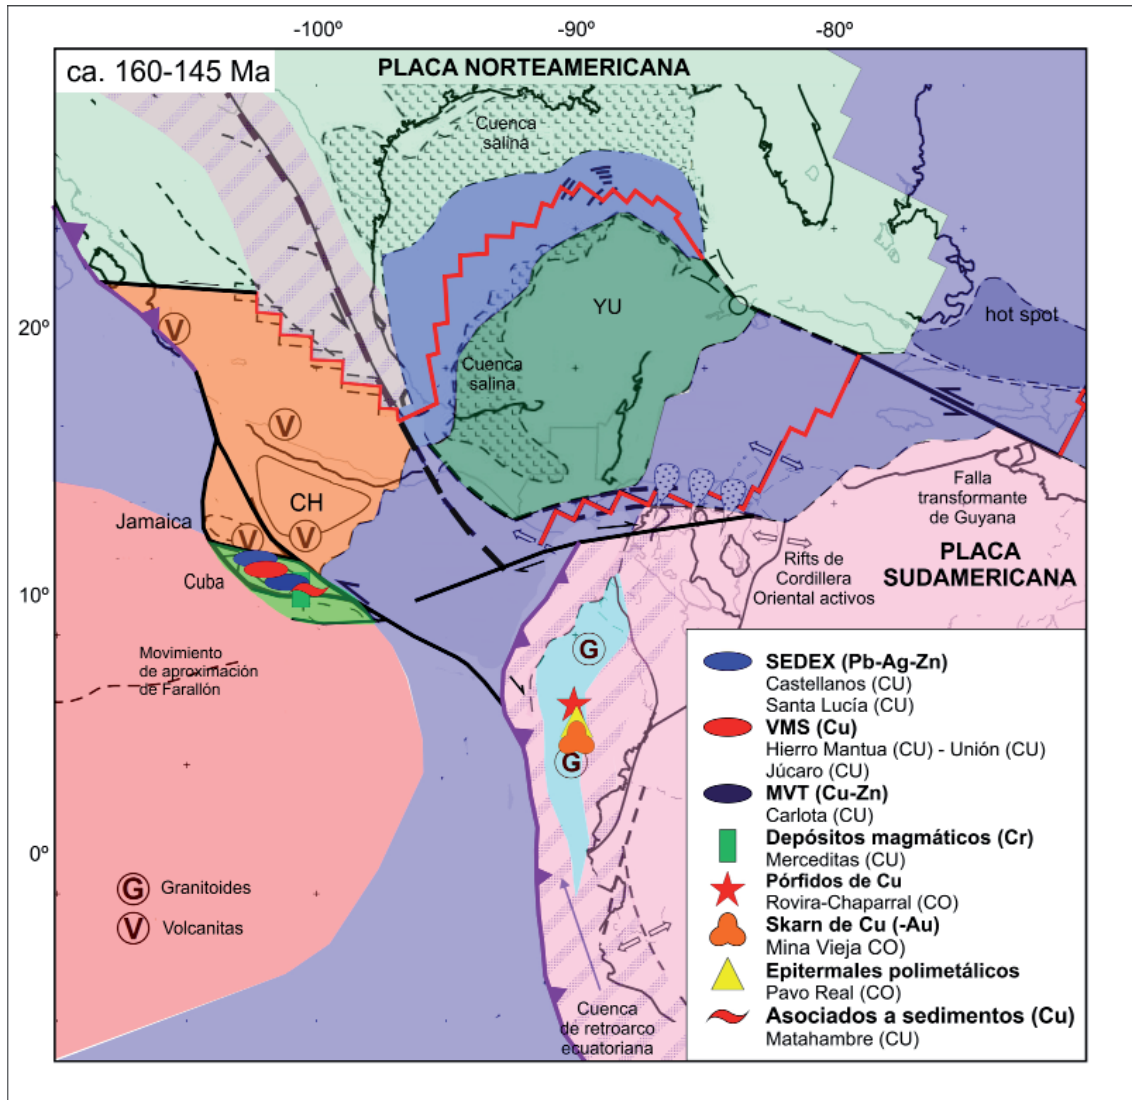 -100º
-90º
-80º
ca. 160-145 Ma
PLACA NORTEAMERICANA
Cuenca
salina
YU
hot spot
20º
V
Cuenca
salina
V
CH
Falla
transformante
de Guyana
Jamaica
V
V
PLACA
SUDAMERICANA
Rifts de
Cordillera
Oriental activos
Cuba
10º
Movimiento
de aproximación
de Farallón
G
G
0º
G Granitoides
V Volcanitas
Cuenca
de retroarco
ecuatoriana
SEDEX (Pb-Ag-Zn)
Castellanos (CU)
Santa Lucía (CU)
VMS (Cu)
Hierro Mantua (CU) - Unión (CU)
Júcaro (CU)
MVT (Cu-Zn)
Carlota (CU)
Depósitos magmáticos (Cr)
Merceditas (CU)
Pórfidos de Cu
Rovira-Chaparral (CO)
Skarn de Cu (-Au)
Mina Vieja CO)
Epitermales polimetálicos
Pavo Real (CO)
Asociados a sedimentos (Cu)
Matahambre (CU)